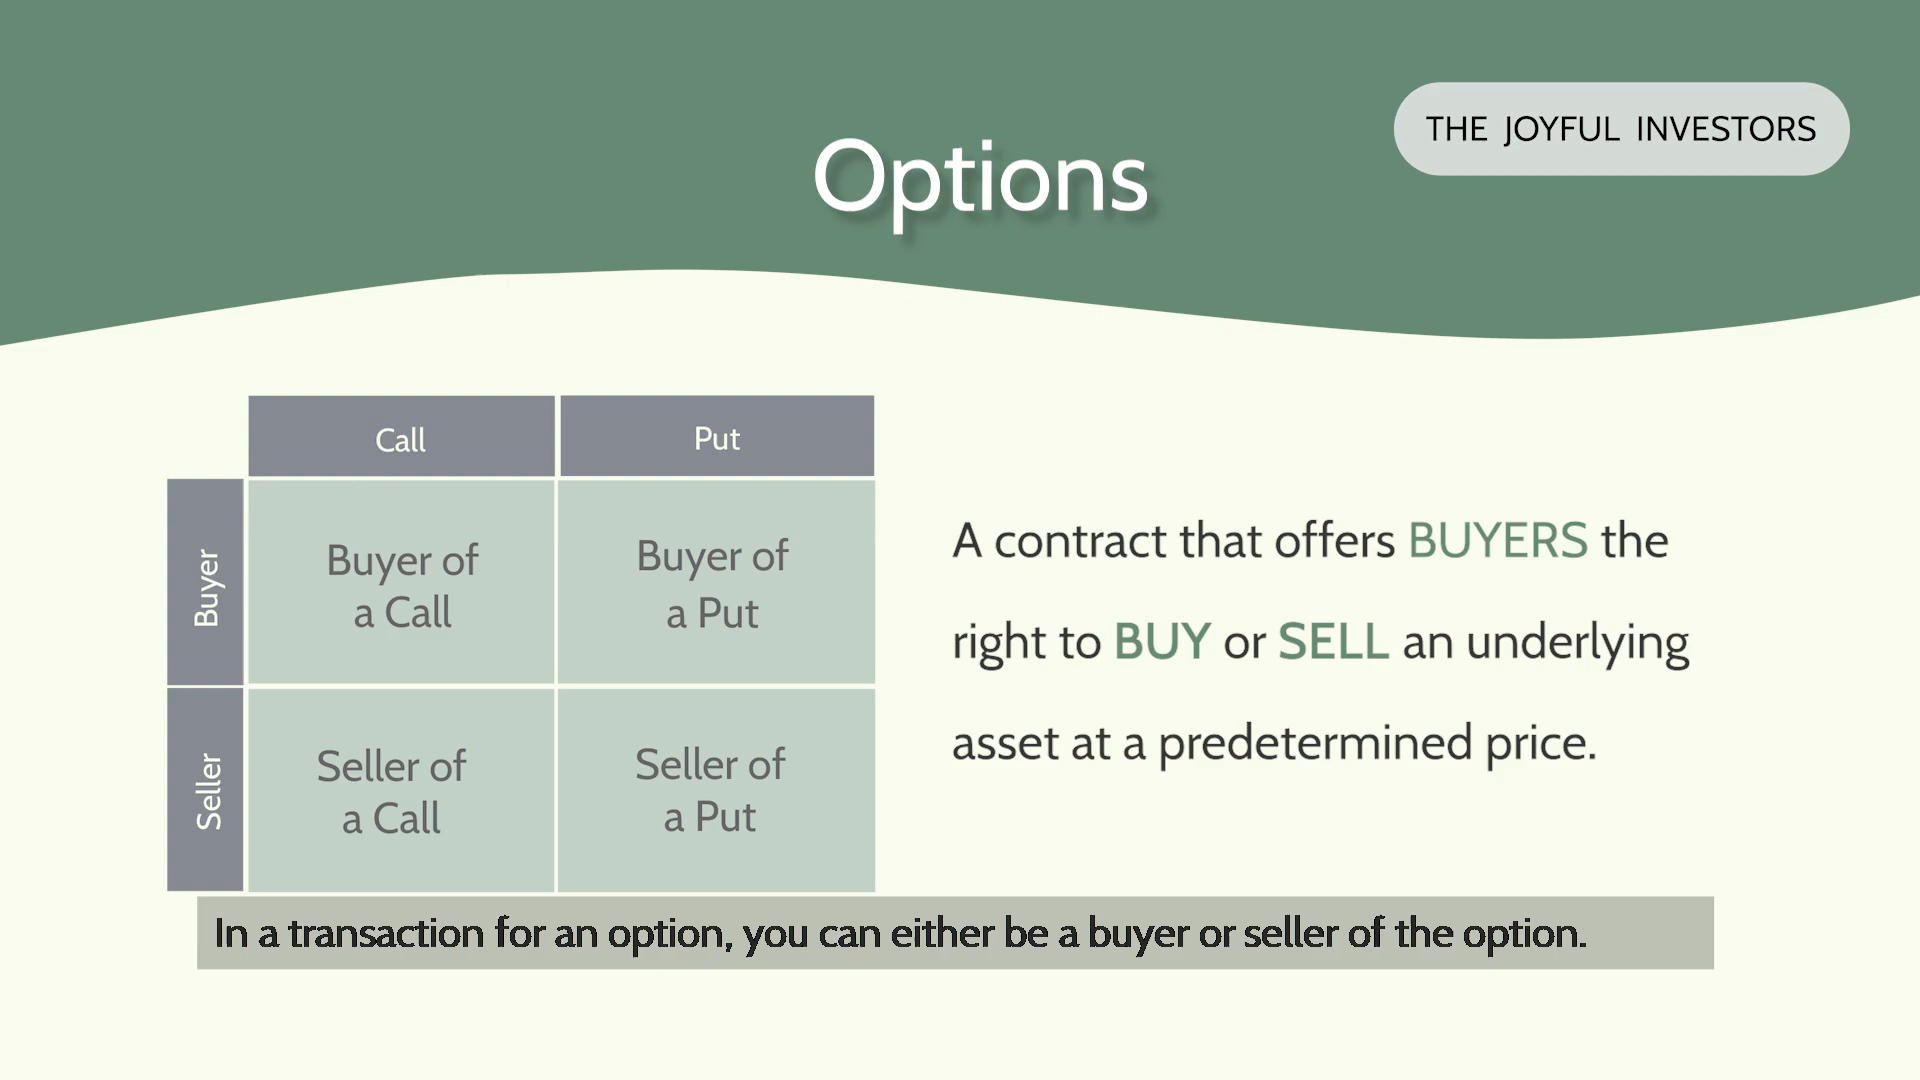 THE JOYFUL INVESTORS
Options
Call
Put
Buyer
Buyer of
a Call
Buyer of
a Put
Seller
Seller of
a Call
Seller of
a Put
A contract that offers BUYERS the
right to BUY or SELL an underlying
asset at a predetermined price.
In a transaction for an option, you can either be a buyer or seller of the option.